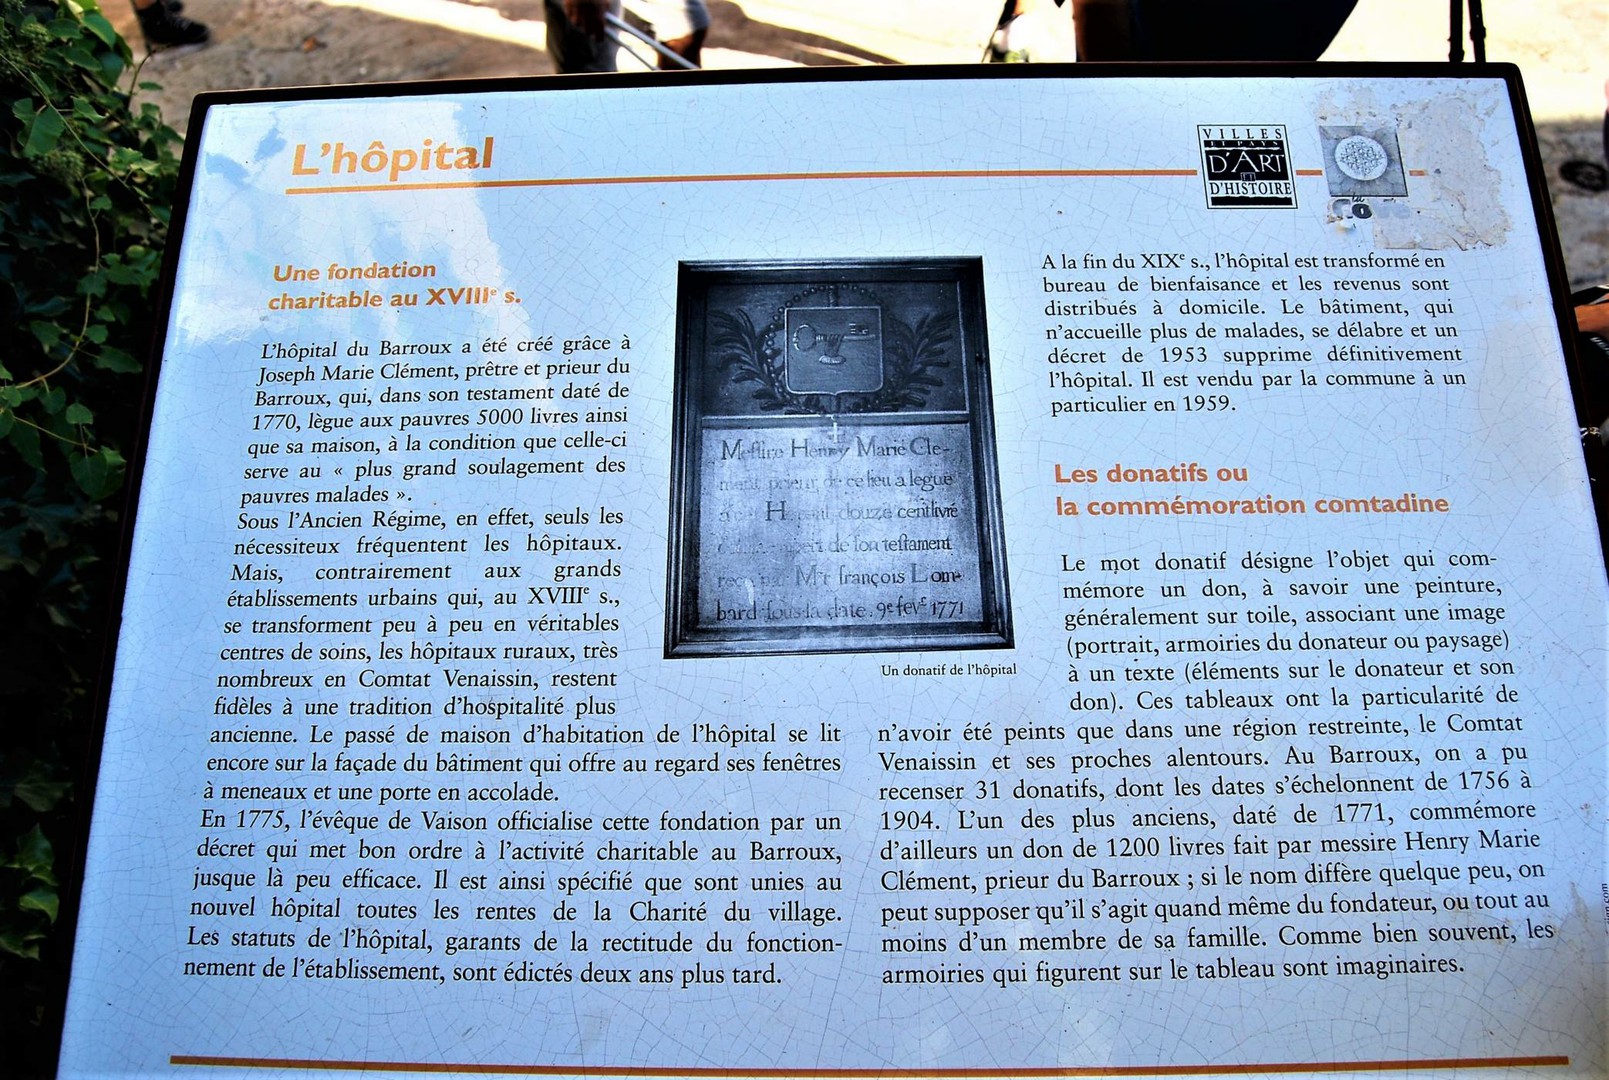 L'hôpital
VILLES
ET PAYS
D'ART
ET
D'HISTOIRE
Une fondation
charitable au XVIIIᵉ s.
L'hôpital du Barroux a été créé grâce à
Joseph Marie Clément, prêtre et prieur du
Barroux, qui, dans son testament daté de
1770, lègue aux pauvres 5000 livres ainsi
que sa maison, à la condition que celle-ci
serve au « plus grand soulagement des
pauvres malades ».
Sous l'Ancien Régime, en effet, seuls les
nécessiteux fréquentent les hôpitaux.
Mais, contrairement aux grands
établissements urbains qui, au XVIIIᵉ s.,
se transforment peu à peu en véritables
centres de soins, les hôpitaux ruraux, très
nombreux en Comtat Venaissin, restent
fidèles à une tradition d'hospitalité plus
ancienne. Le passé de maison d'habitation de l'hôpital se lit
encore sur la façade du bâtiment qui offre au regard ses fenêtres
à meneaux et une porte en accolade.
En 1775, l'évêque de Vaison officialise cette fondation par un
décret qui met bon ordre à l'activité charitable au Barroux,
jusque là peu efficace. Il est ainsi spécifié que sont unies au
nouvel hôpital toutes les rentes de la Charité du village.
Les statuts de l'hôpital, garants de la rectitude du fonction-
nement de l'établissement, sont édictés deux ans plus tard.
Meſſire Henry Marie Cle-
ment prieur de ce lieu a legué
H douze cent livré
de ſon teſtament
Mʳ françois Lom-
bard ſous la date 9ᵉ fevʳ 1771
Un donatif de l'hôpital
A la fin du XIXᵉ s., l'hôpital est transformé en
bureau de bienfaisance et les revenus sont
distribués à domicile. Le bâtiment, qui
n'accueille plus de malades, se délabre et un
décret de 1953 supprime définitivement
l'hôpital. Il est vendu par la commune à un
particulier en 1959.
Les donatifs ou
la commémoration comtadine
Le mot donatif désigne l'objet qui com-
mémore un don, à savoir une peinture,
généralement sur toile, associant une image
(portrait, armoiries du donateur ou paysage)
à un texte (éléments sur le donateur et son
don). Ces tableaux ont la particularité de
n'avoir été peints que dans une région restreinte, le Comtat
Venaissin et ses proches alentours. Au Barroux, on a pu
recenser 31 donatifs, dont les dates s'échelonnent de 1756 à
1904. L'un des plus anciens, daté de 1771, commémore
d'ailleurs un don de 1200 livres fait par messire Henry Marie
Clément, prieur du Barroux ; si le nom diffère quelque peu, on
peut supposer qu'il s'agit quand même du fondateur, ou tout au
moins d'un membre de sa famille. Comme bien souvent, les
armoiries qui figurent sur le tableau sont imaginaires.